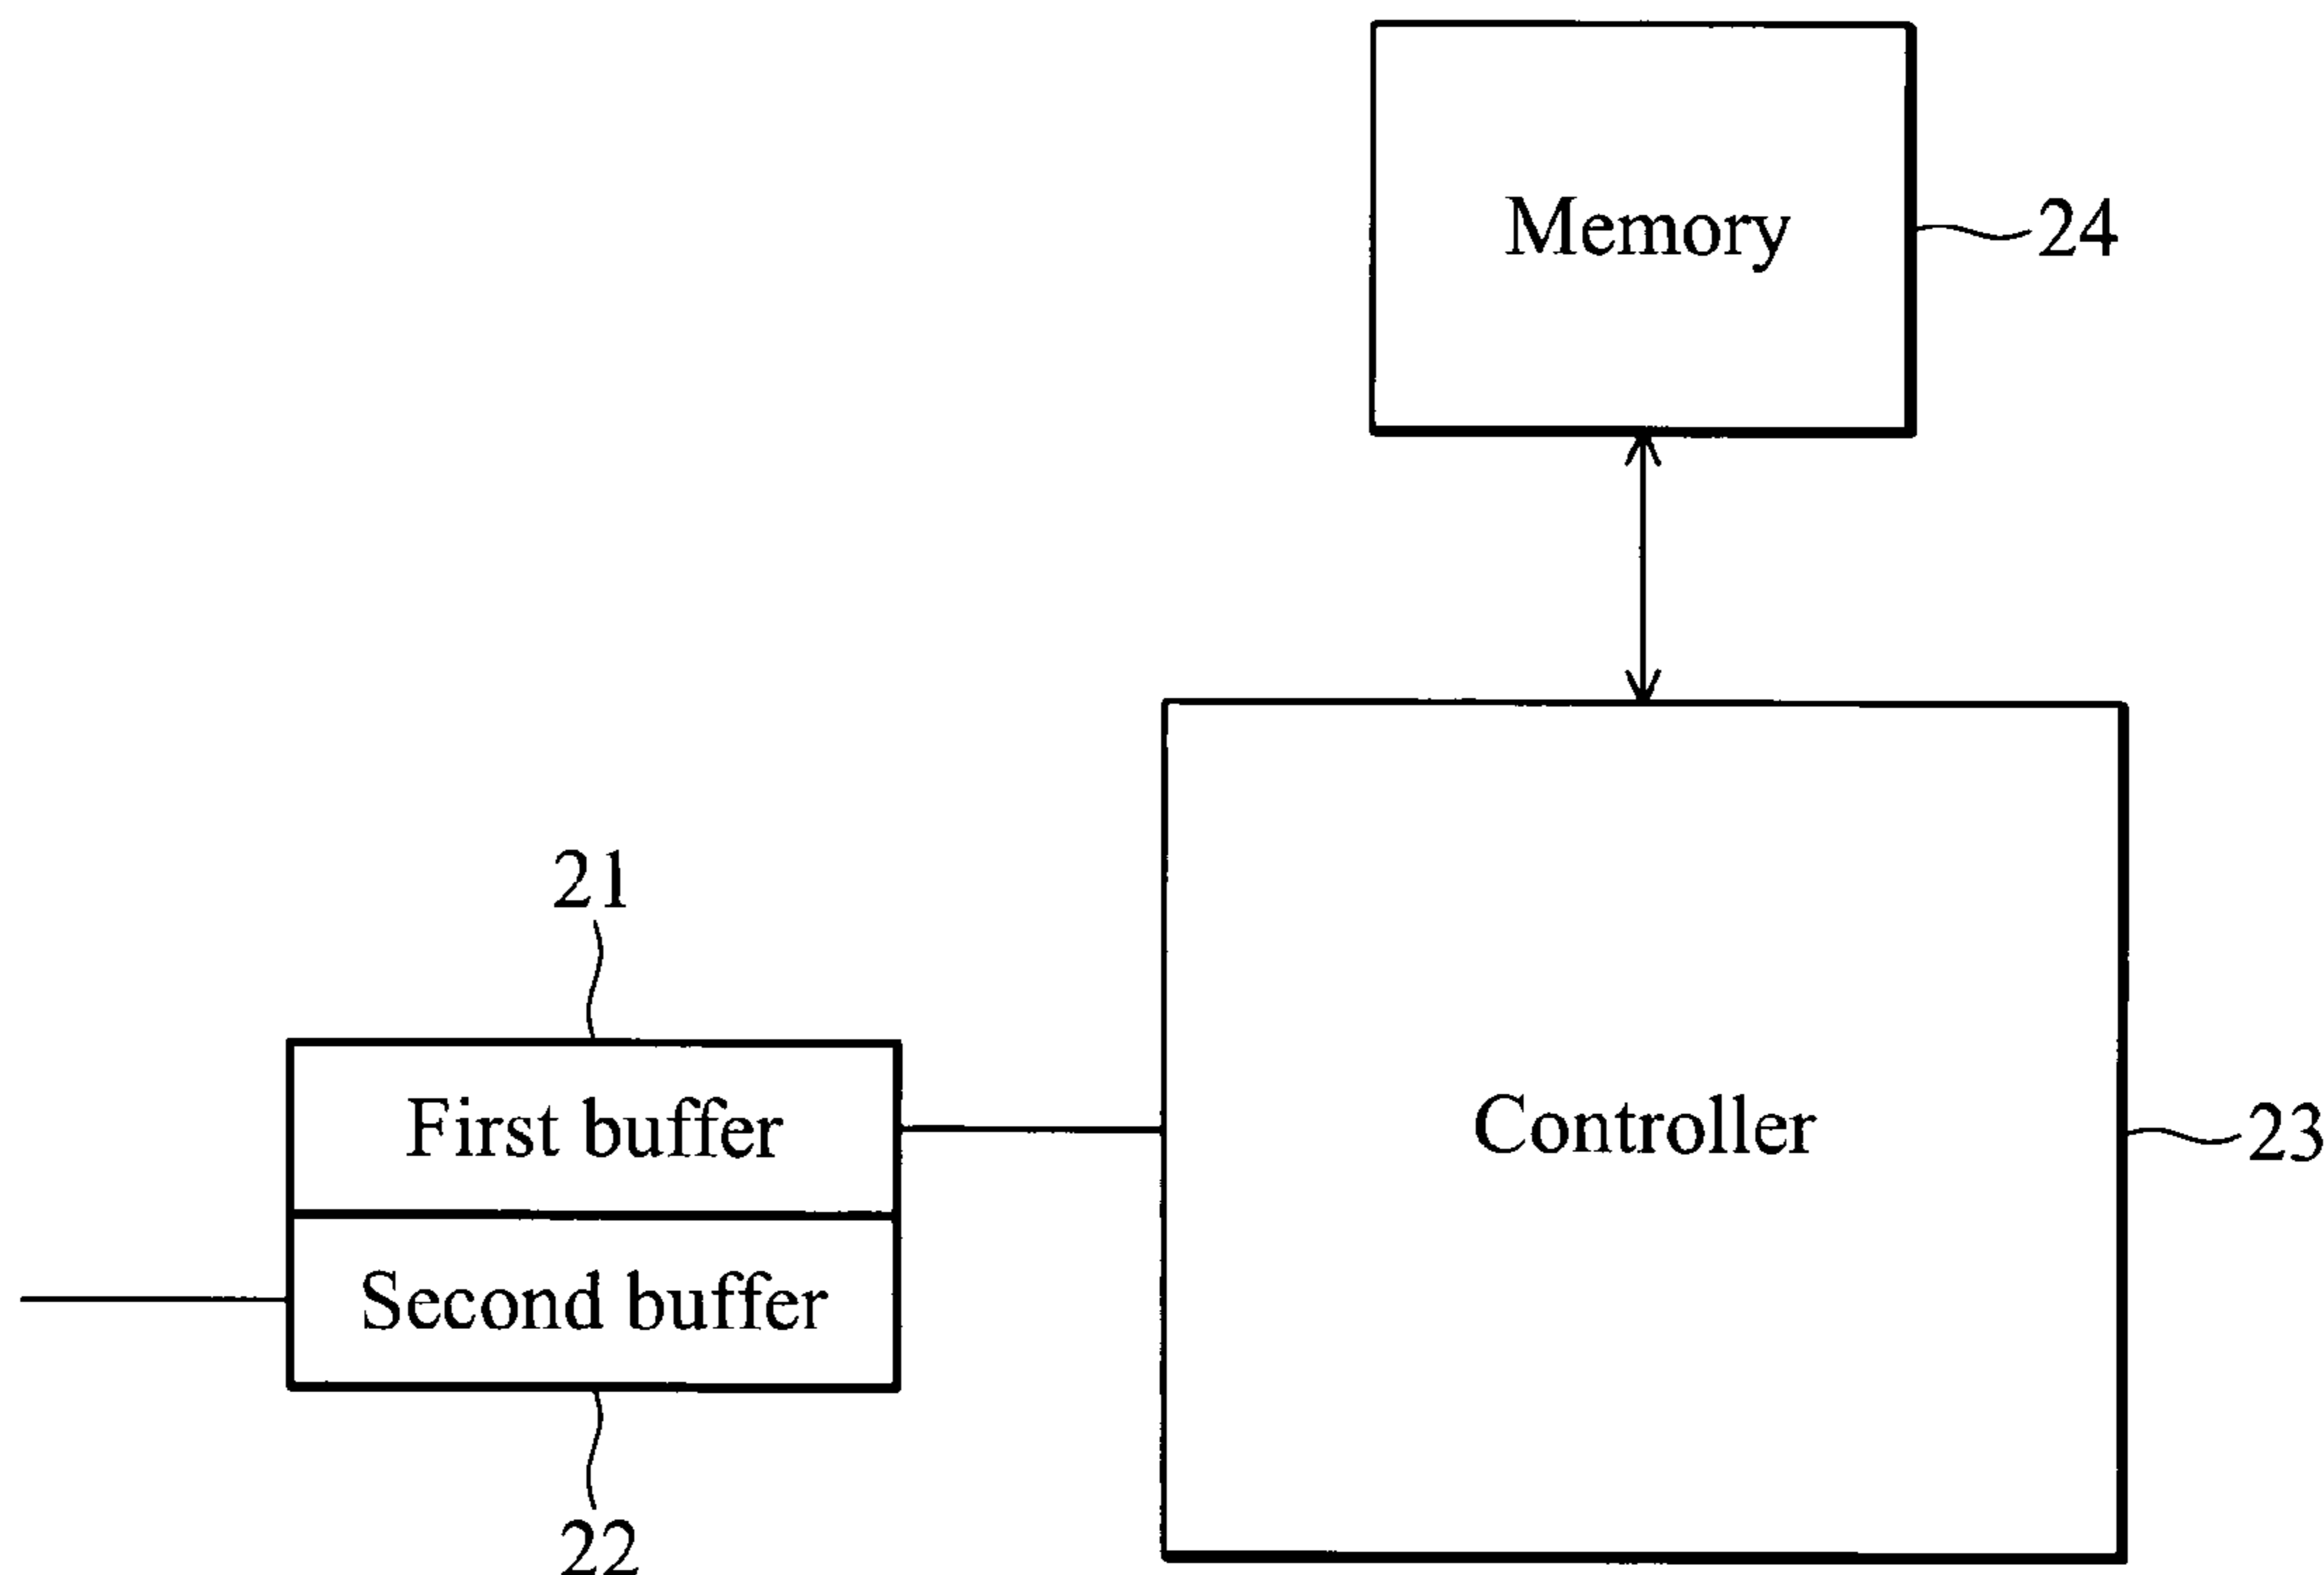 Memory
24
21
First buffer
Controller
23
Second buffer
22